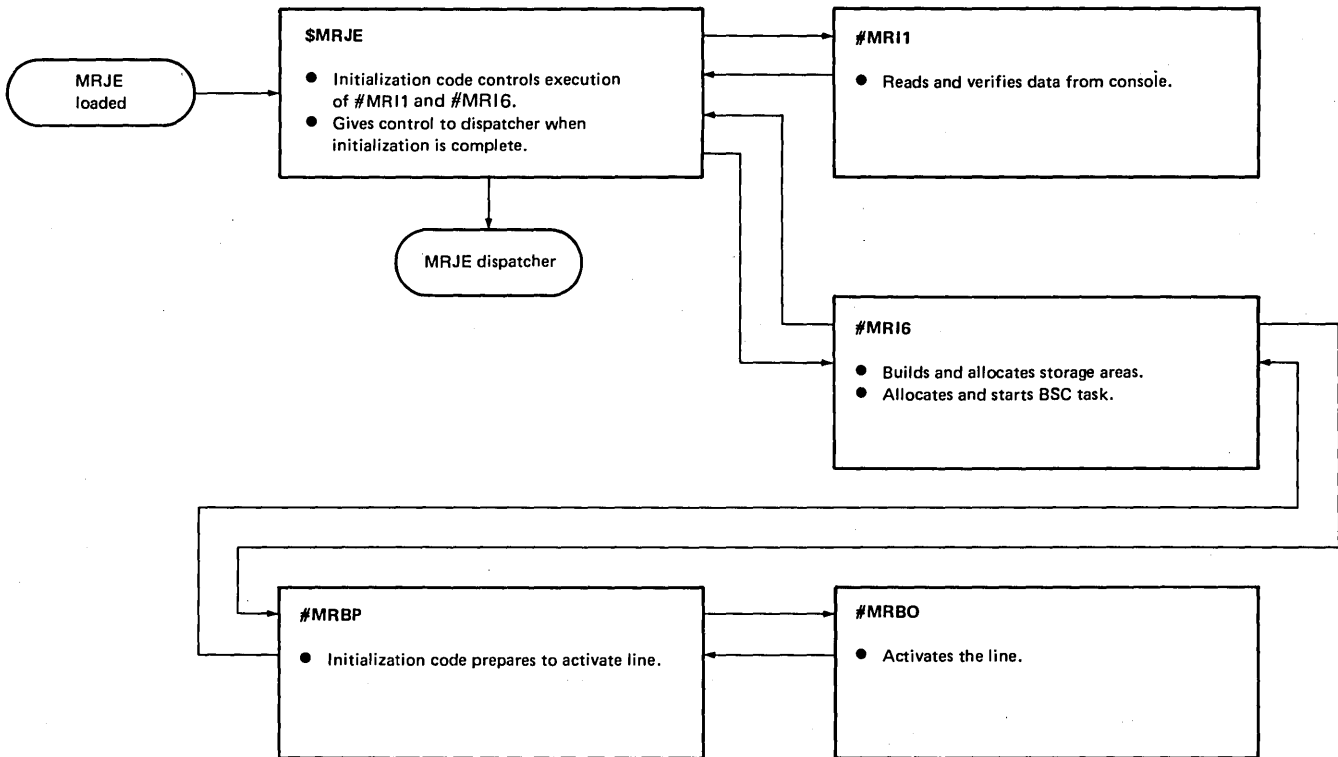 MRJE
loaded
$MRJE
● Initialization code controls execution
of #MRI1 and #MRI6.
● Gives control to dispatcher when
initialization is complete.
#MRI1
● Reads and verifies data from console.
MRJE dispatcher
#MRI6
● Builds and allocates storage areas.
● Allocates and starts BSC task.
#MRBP
● Initialization code prepares to activate line.
#MRBO
● Activates the line.